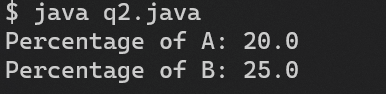 $ java q2.java
Percentage of A: 20.0
Percentage of B: 25.0